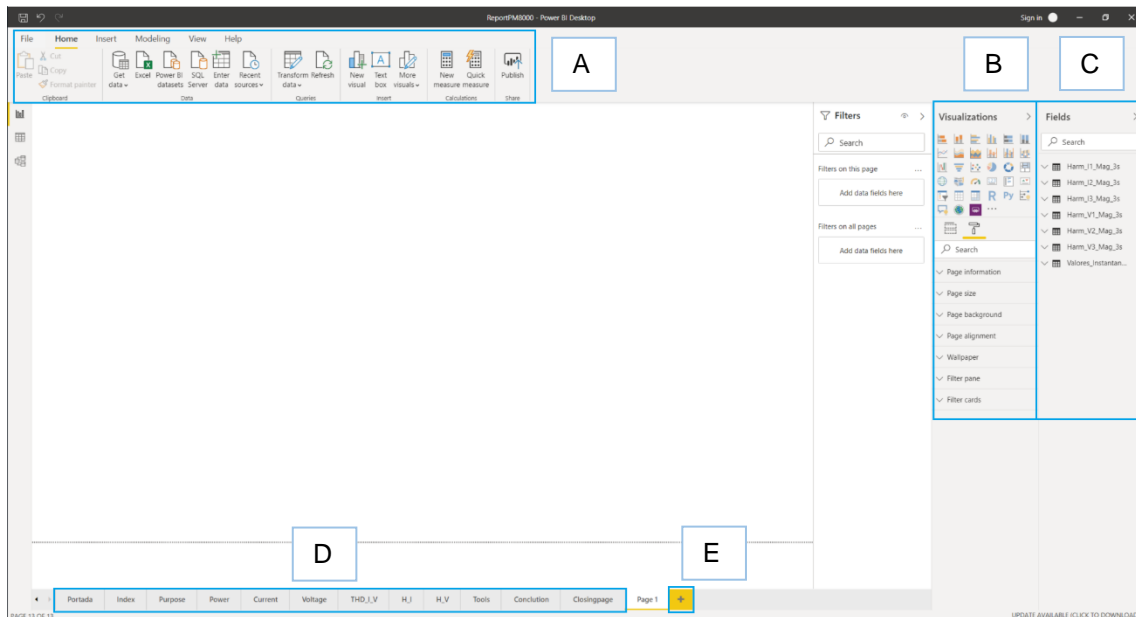 ReportPM8000 - Power BI Desktop
Sign in
File Home Insert Modeling View Help
A
B
C
Paste
Cut
Copy
Format painter
Clipboard
Get data
Excel
Power BI datasets
SQL Server
Enter data
Recent sources
Data
Transform data
Refresh
Queries
New visual
Text box
More visuals
Insert
New measure
Quick measure
Calculations
Publish
Share
Filters
Search
Filters on this page
...
Add data fields here
Filters on all pages
...
Add data fields here
Visualizations
R Py
...
Search
Page information
Page size
Page background
Page alignment
Wallpaper
Filter pane
Filter cards
Fields
Search
Harm_I1_Mag_3s
Harm_I2_Mag_3s
Harm_I3_Mag_3s
Harm_V1_Mag_3s
Harm_V2_Mag_3s
Harm_V3_Mag_3s
Valores_Instantan...
D
E
Portada Index Purpose Power Current Voltage THD_I_V H_I H_V Tools Conclution Closingpage Page 1 +
PAGE 13 OF 13
UPDATE AVAILABLE (CLICK TO DOWNLOAD